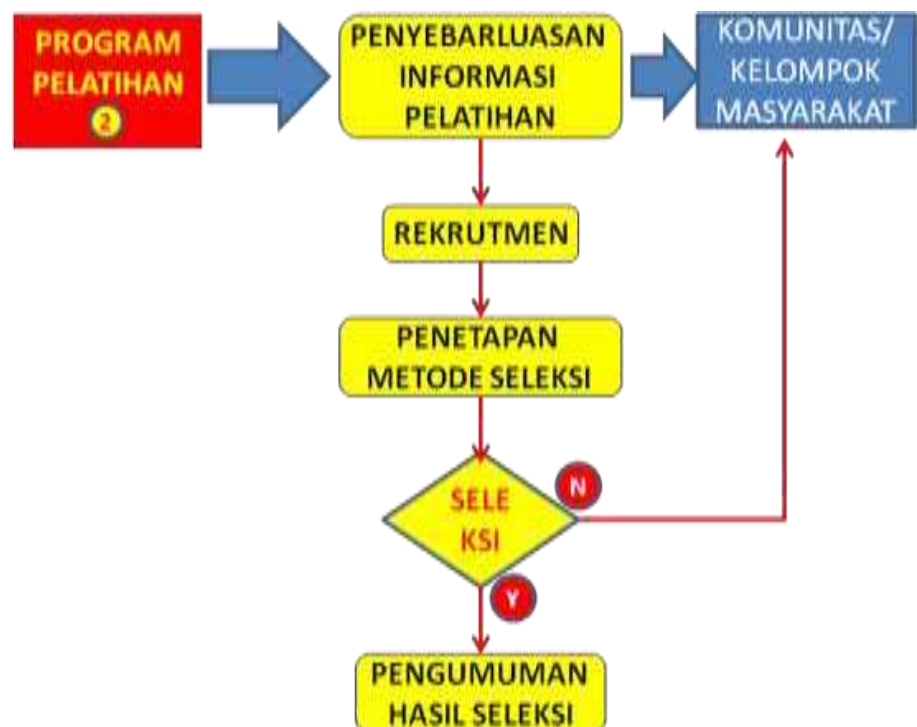 PROGRAM
PELATIHAN
2
PENYEBARLUASAN
INFORMASI
PELATIHAN
KOMUNITAS/
KELOMPOK
MASYARAKAT
REKRUTMEN
PENETAPAN
METODE SELEKSI
SELE
KSI
N
Y
PENGUMUMAN
HASIL SELEKSI